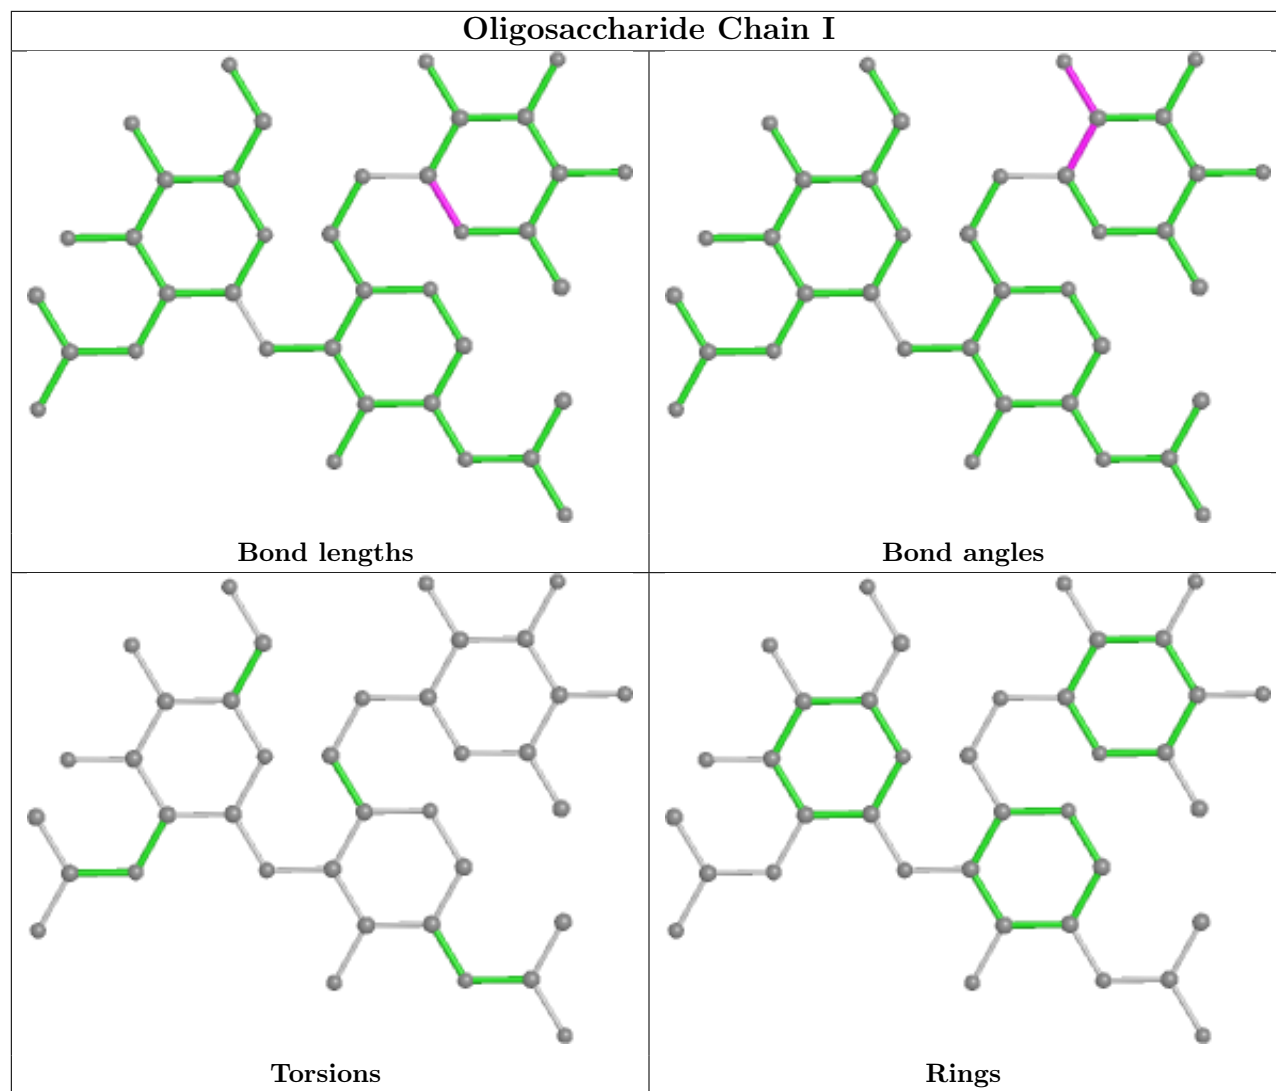 Oligosaccharide Chain I
Bond lengths
Bond angles
Torsions
Rings